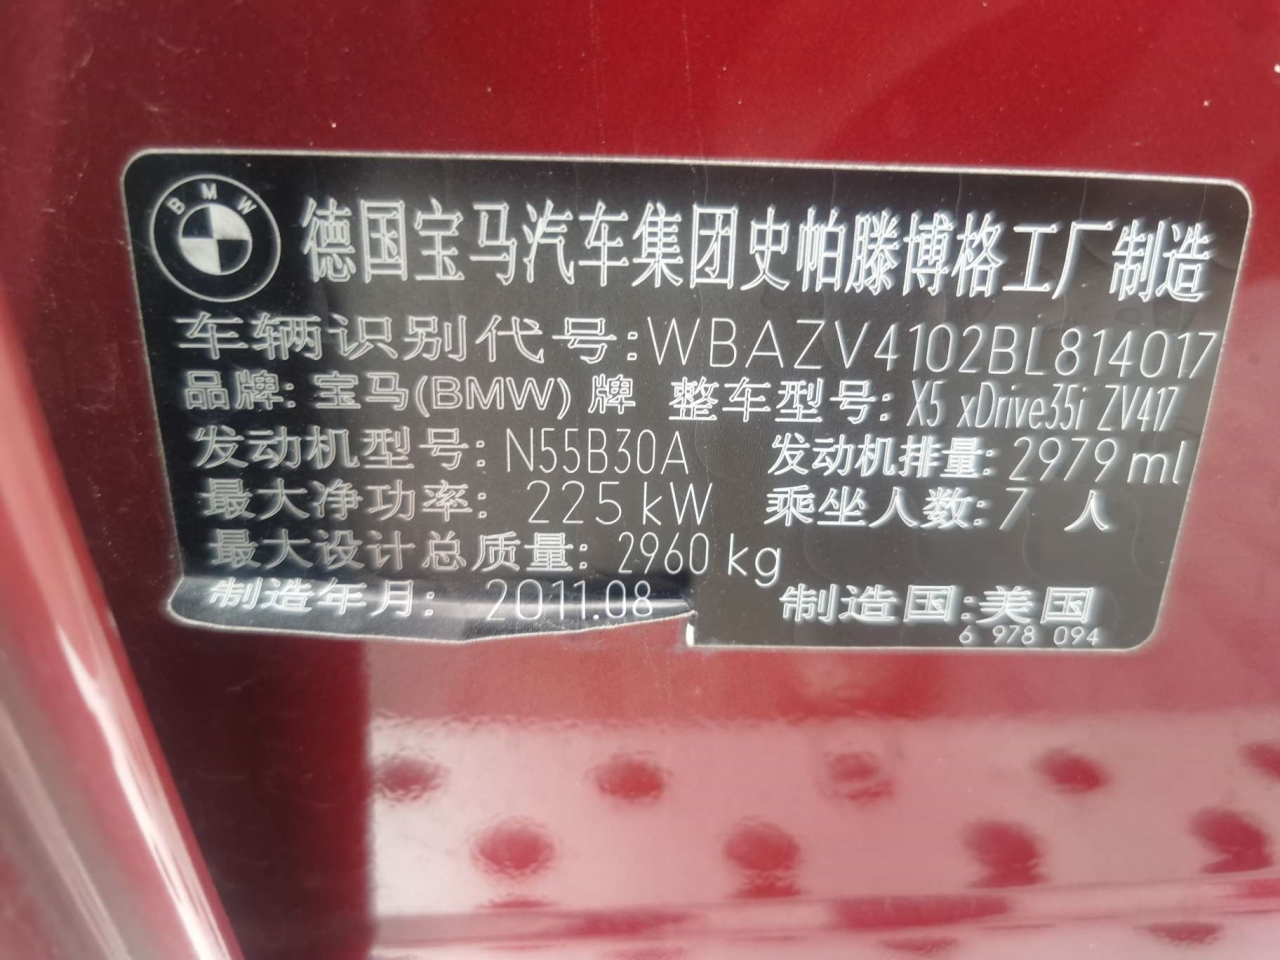 BMW
德国宝马汽车集团史帕滕博格工厂制造
车辆识别代号:WBAZV4102BL814017
品牌: 宝马(BMW)牌 整车型号: X5 xDrive35i ZV417
发动机型号: N55B30A 发动机排量: 2979 ml
最大净功率: 225 kW 乘坐人数: 7 人
最大设计总质量: 2960 kg
制造年月: 2011.08 制造国:美国
6 978 094